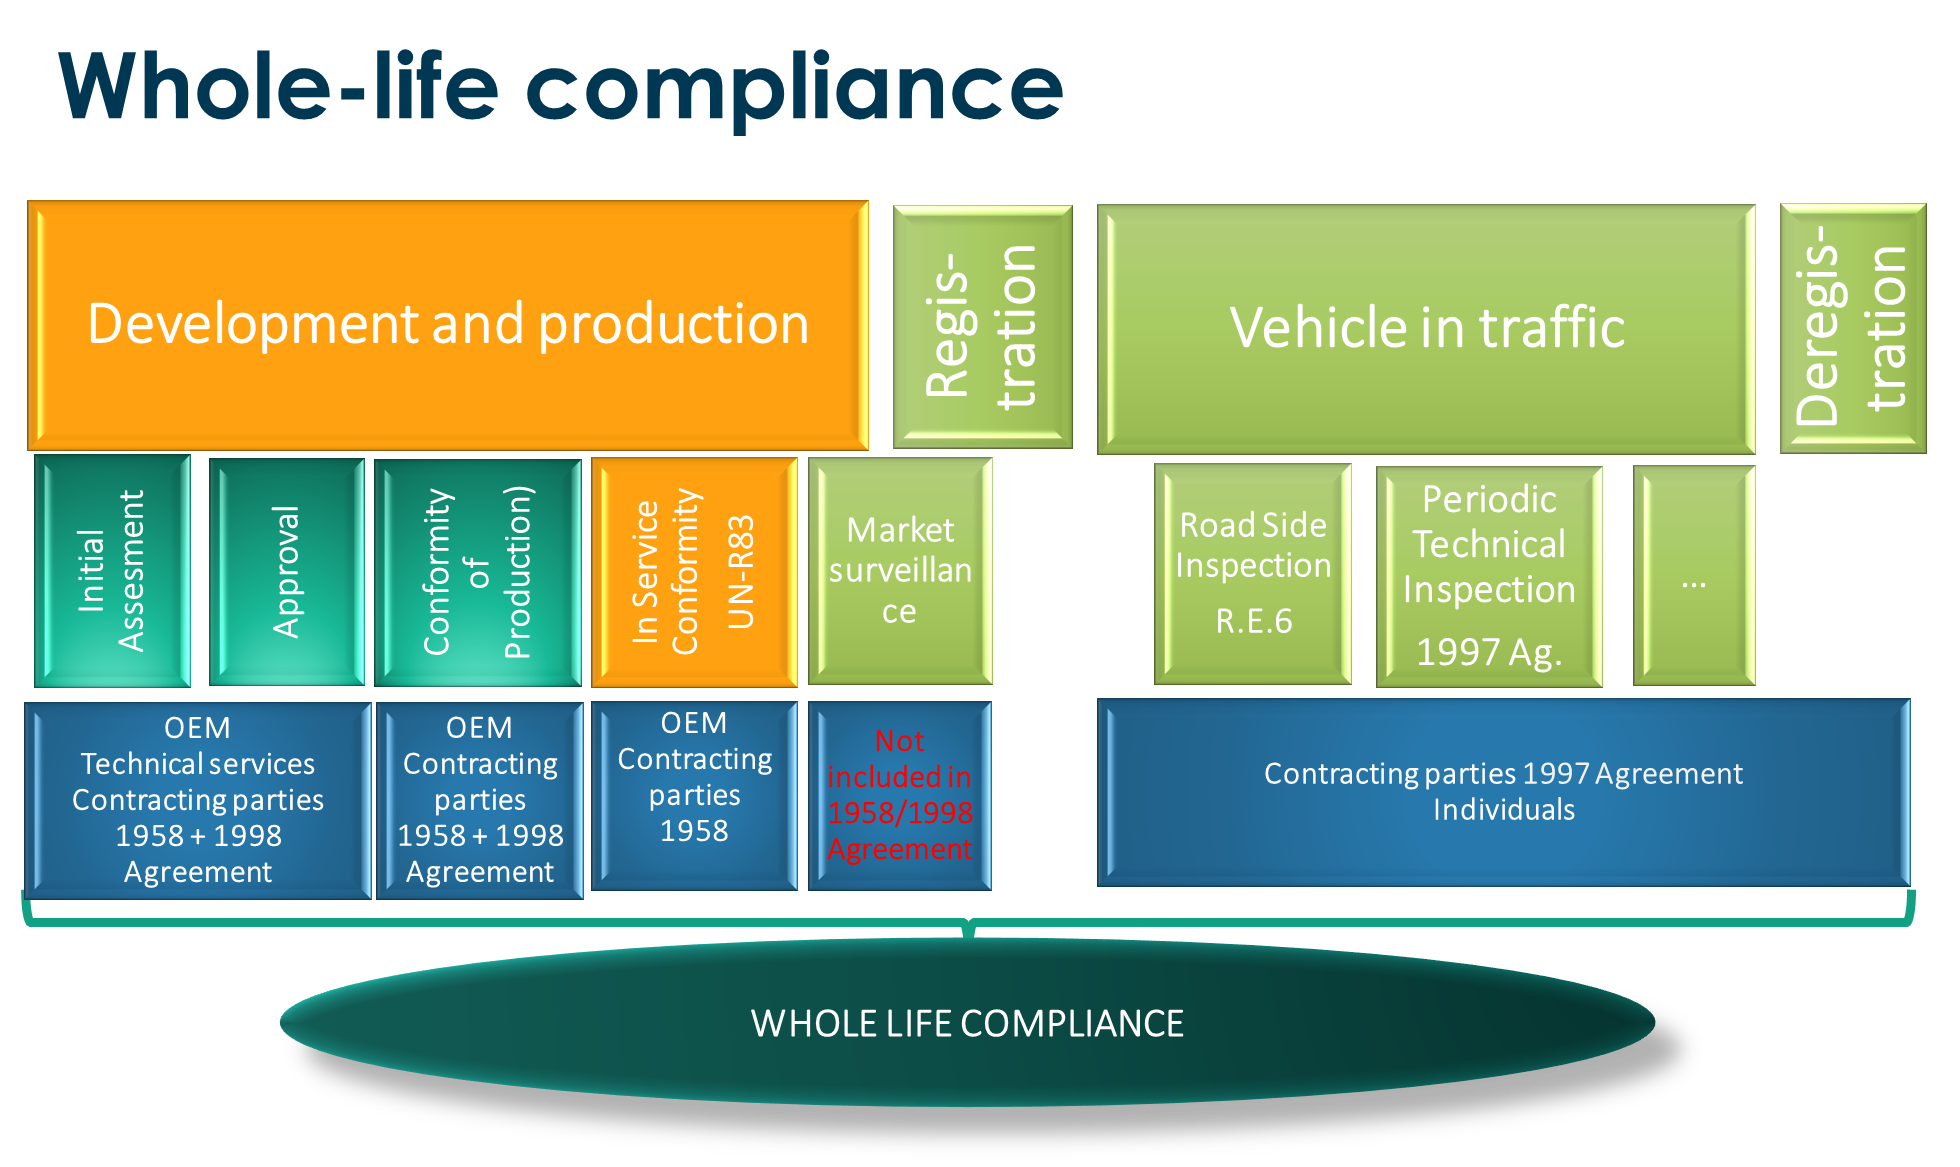 Whole-life compliance
Development and production
Regis-
tration
Vehicle in traffic
Deregis-
tration
Initial
Assesment
Approval
Conformity
of
Production)
In Service
Conformity
UN-R83
Market
surveillan
ce
Road Side
Inspection
R.E.6
Periodic
Technical
Inspection
1997 Ag.
...
OEM
Technical services
Contracting parties
1958 + 1998
Agreement
OEM
Contracting
parties
1958 + 1998
Agreement
OEM
Contracting
parties
1958
Not
included in
1958/1998
Agreement
Contracting parties 1997 Agreement
Individuals
WHOLE LIFE COMPLIANCE